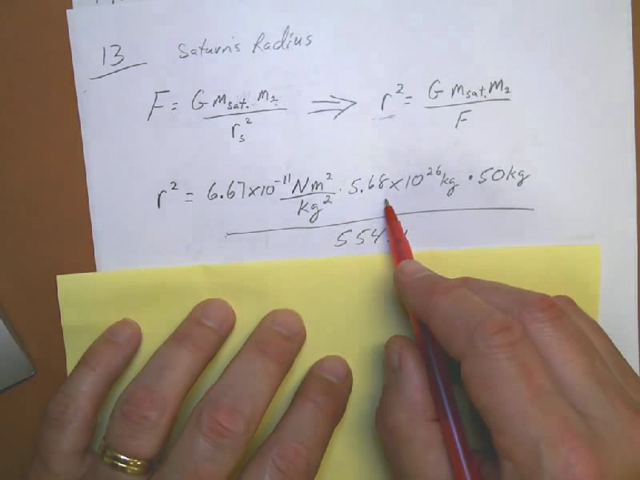 13 Saturn's Radius
F = G m_sat. m_2 / r_s^2 ⟹ r^2 = G m_sat. m_2 / F
r^2 = 6.67×10^-11 Nm^2/kg^2 · 5.68×10^26 kg · 50kg
554